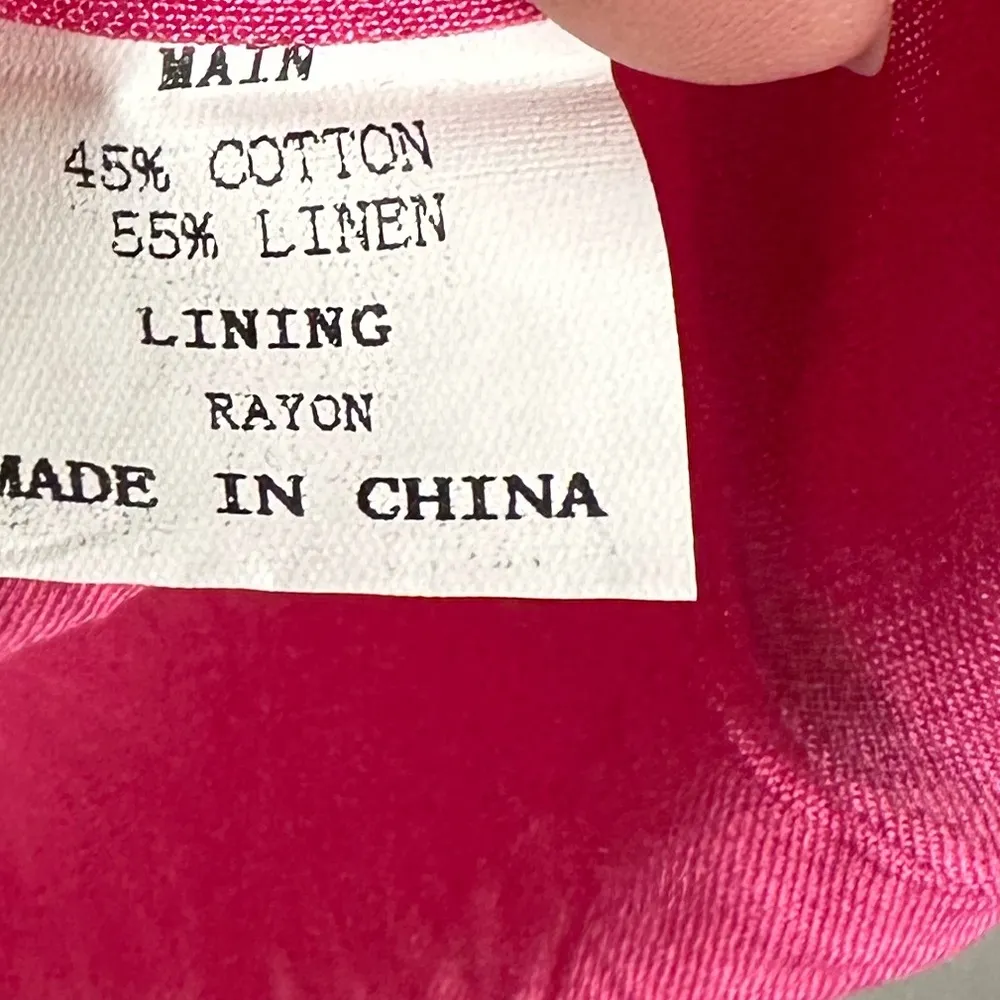 MAIN
45% COTTON
55% LINEN
LINING
RAYON
MADE IN CHINA